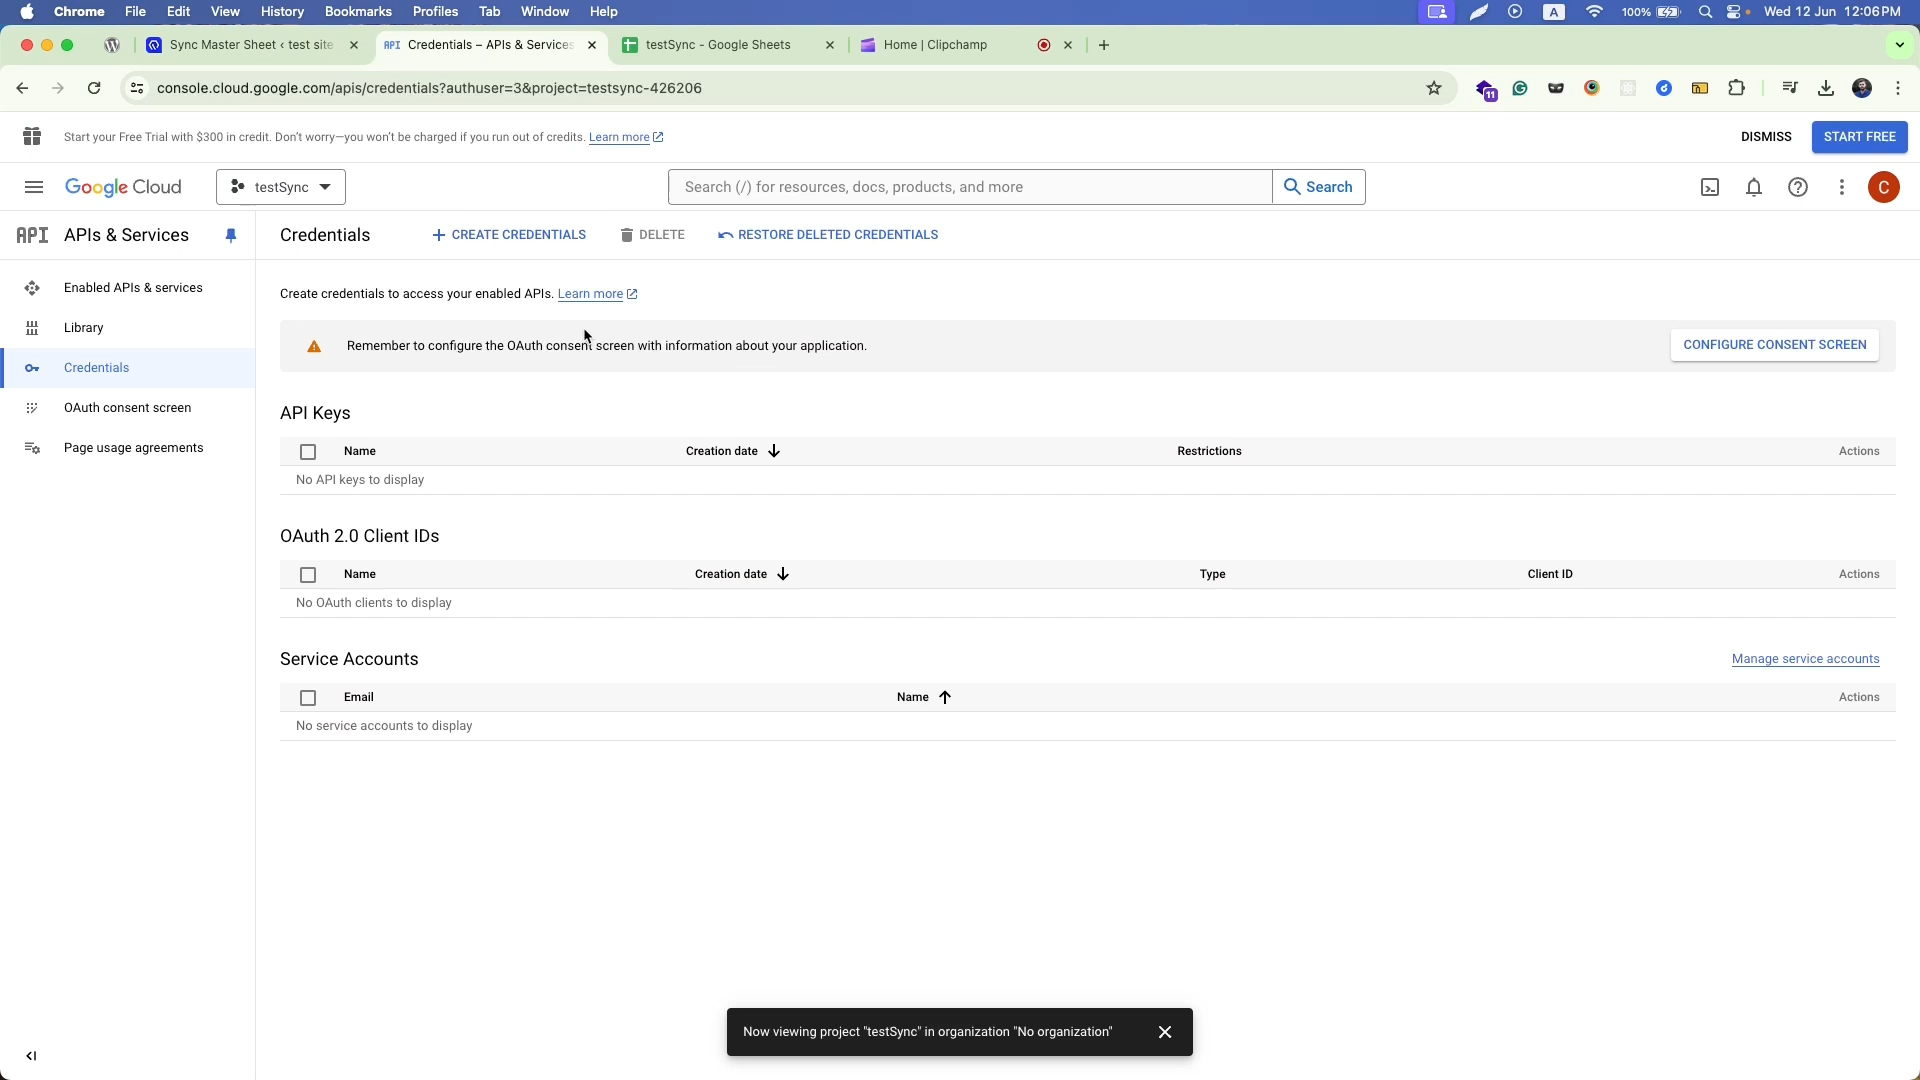 Chrome File Edit View History Bookmarks Profiles Tab Window Help A 100% Wed 12 Jun 12:06PM
Sync Master Sheet ‹ test site API Credentials – APIs & Services testSync - Google Sheets Home | Clipchamp
console.cloud.google.com/apis/credentials?authuser=3&project=testsync-426206 11
Start your Free Trial with $300 in credit. Don't worry—you won't be charged if you run out of credits. Learn more DISMISS START FREE
Google Cloud testSync Search (/) for resources, docs, products, and more Search C
API APIs & Services Credentials CREATE CREDENTIALS DELETE RESTORE DELETED CREDENTIALS
Enabled APIs & services
Library
Credentials
OAuth consent screen
Page usage agreements
Create credentials to access your enabled APIs. Learn more
Remember to configure the OAuth consent screen with information about your application. CONFIGURE CONSENT SCREEN
API Keys
Name Creation date Restrictions Actions
No API keys to display
OAuth 2.0 Client IDs
Name Creation date Type Client ID Actions
No OAuth clients to display
Service Accounts Manage service accounts
Email Name Actions
No service accounts to display
Now viewing project "testSync" in organization "No organization"